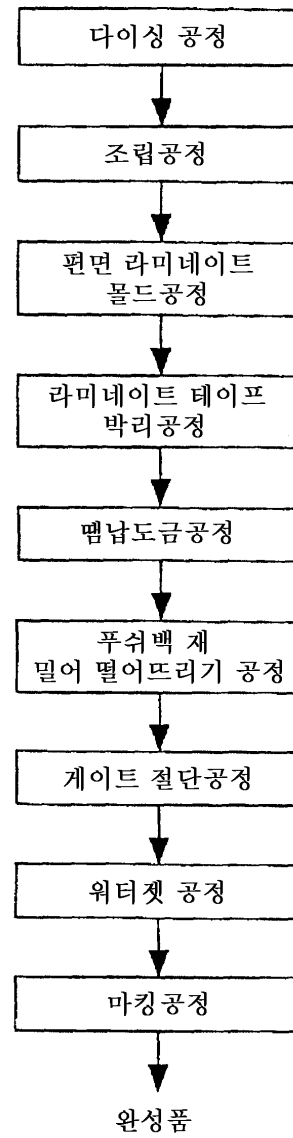 다이싱 공정
조립공정
편면 라미네이트
몰드공정
라미네이트 테이프
박리공정
땜납도금공정
푸쉬백 재
밀어 떨어뜨리기 공정
게이트 절단공정
워터젯 공정
마킹공정
완성품